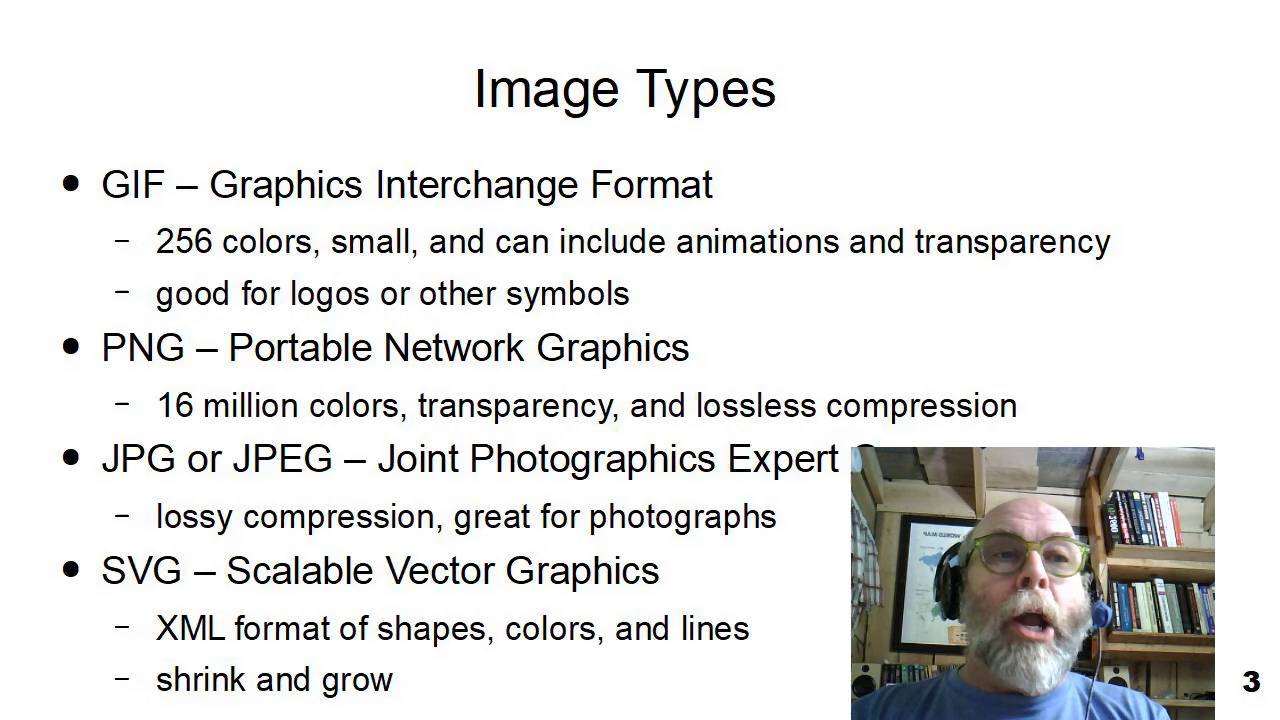 Image Types
GIF – Graphics Interchange Format
256 colors, small, and can include animations and transparency
good for logos or other symbols
PNG – Portable Network Graphics
16 million colors, transparency, and lossless compression
JPG or JPEG – Joint Photographics Expert
lossy compression, great for photographs
SVG – Scalable Vector Graphics
XML format of shapes, colors, and lines
shrink and grow
WORLD MAP
3